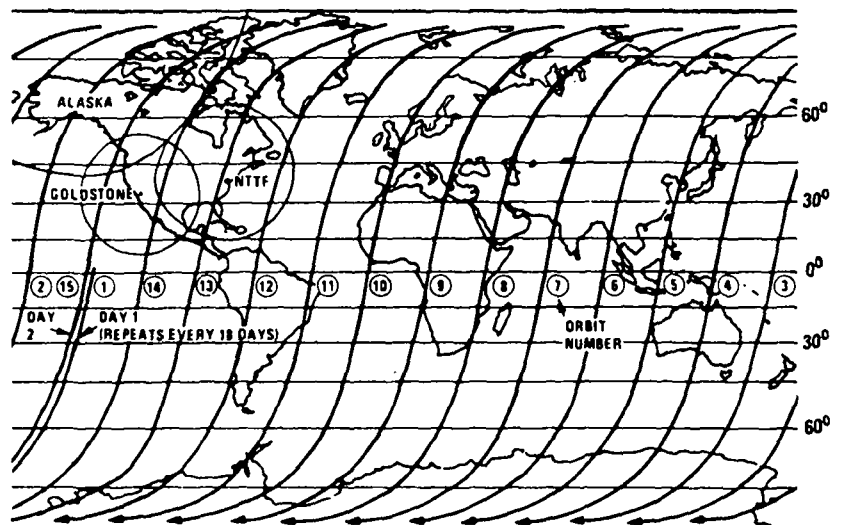 ALASKA
60°
GOLDSTONE
NTTF
30°
0°
2 15 1 14 13 12 11 10 9 8 7 6 5 4 3
DAY
2
DAY 1
(REPEATS EVERY 18 DAYS)
ORBIT
NUMBER
30°
60°